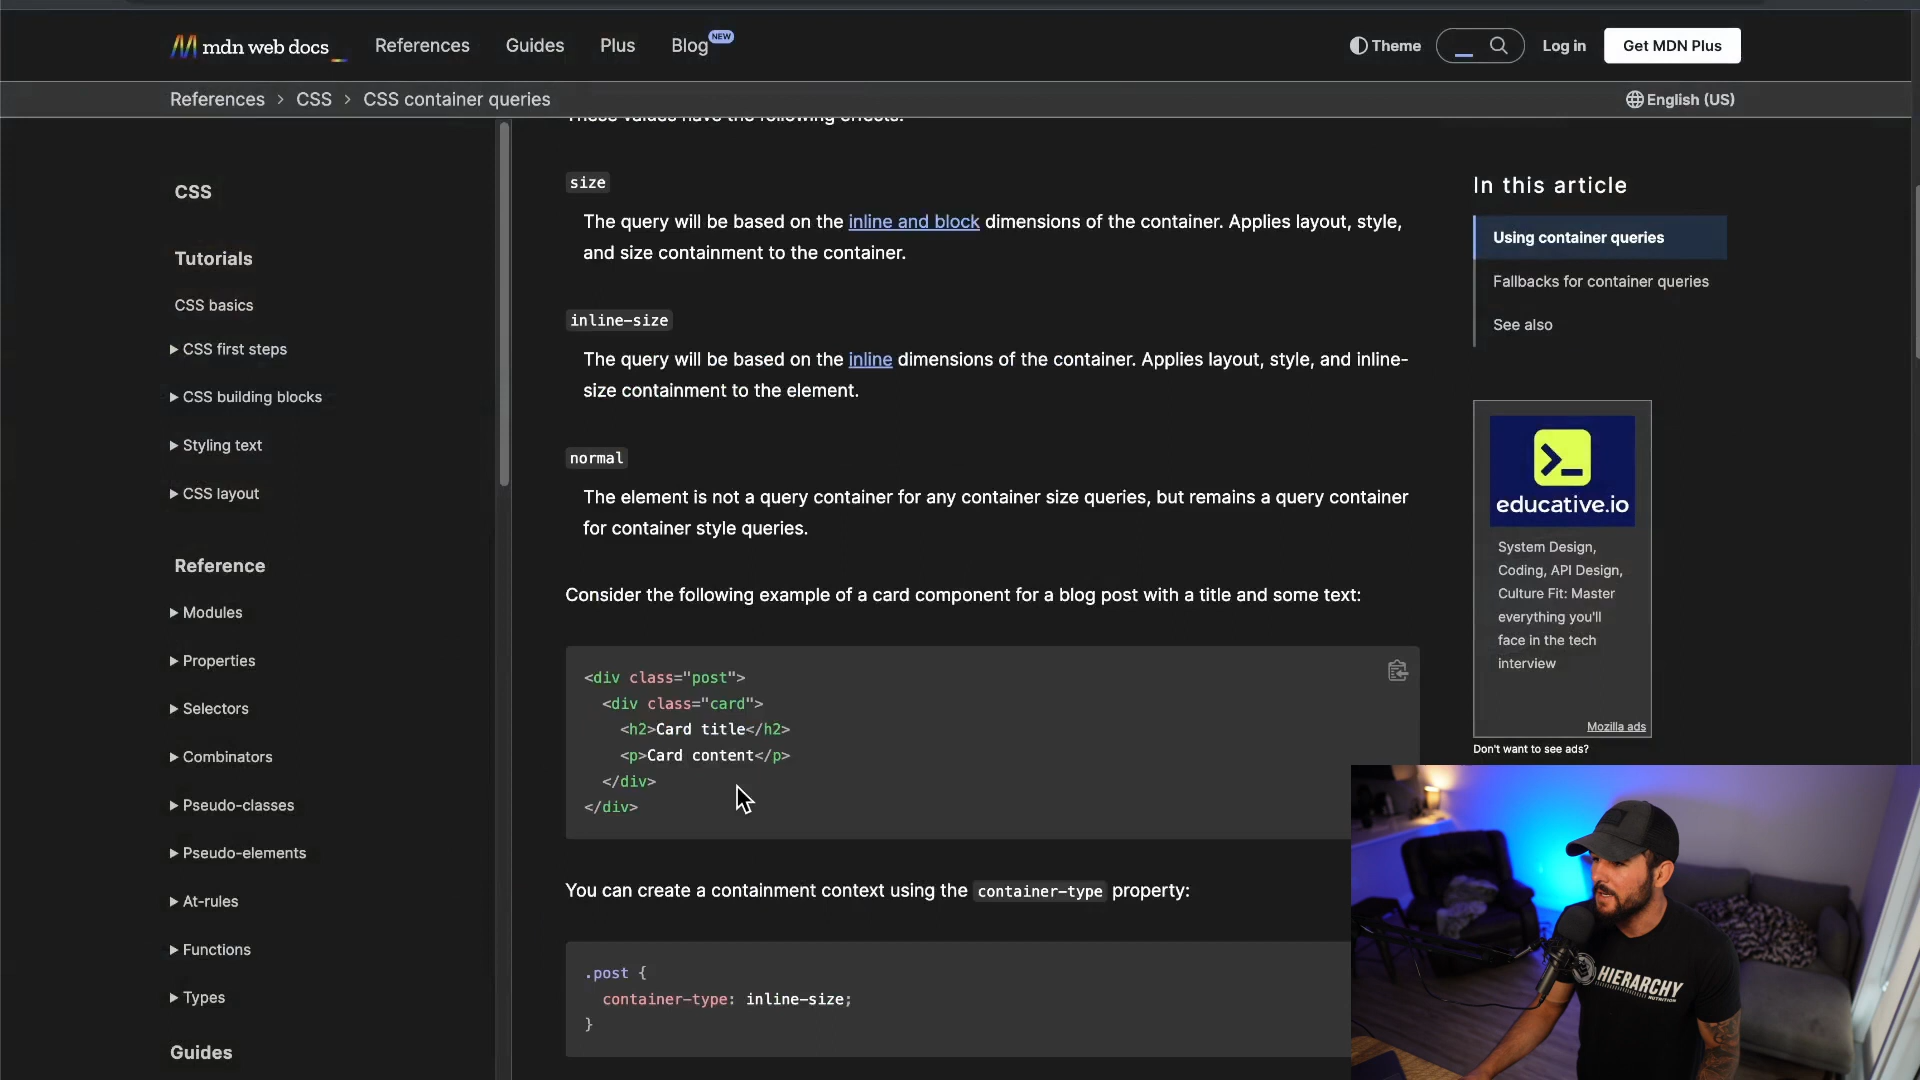 mdn web docs
References
Guides
Plus
Blog
NEW
Theme
Log in
Get MDN Plus
References > CSS > CSS container queries
English (US)
CSS
Tutorials
CSS basics
CSS first steps
CSS building blocks
Styling text
CSS layout
Reference
Modules
Properties
Selectors
Combinators
Pseudo-classes
Pseudo-elements
At-rules
Functions
Types
Guides
These values have the following effects:
size
The query will be based on the inline and block dimensions of the container. Applies layout, style,
and size containment to the container.
inline-size
The query will be based on the inline dimensions of the container. Applies layout, style, and inline-
size containment to the element.
normal
The element is not a query container for any container size queries, but remains a query container
for container style queries.
Consider the following example of a card component for a blog post with a title and some text:
<div class="post">
  <div class="card">
    <h2>Card title</h2>
    <p>Card content</p>
  </div>
</div>
You can create a containment context using the container-type property:
.post {
  container-type: inline-size;
}
In this article
Using container queries
Fallbacks for container queries
See also
educative.io
System Design,
Coding, API Design,
Culture Fit: Master
everything you'll
face in the tech
interview
Mozilla ads
Don't want to see ads?
HIERARCHY
NUTRITION